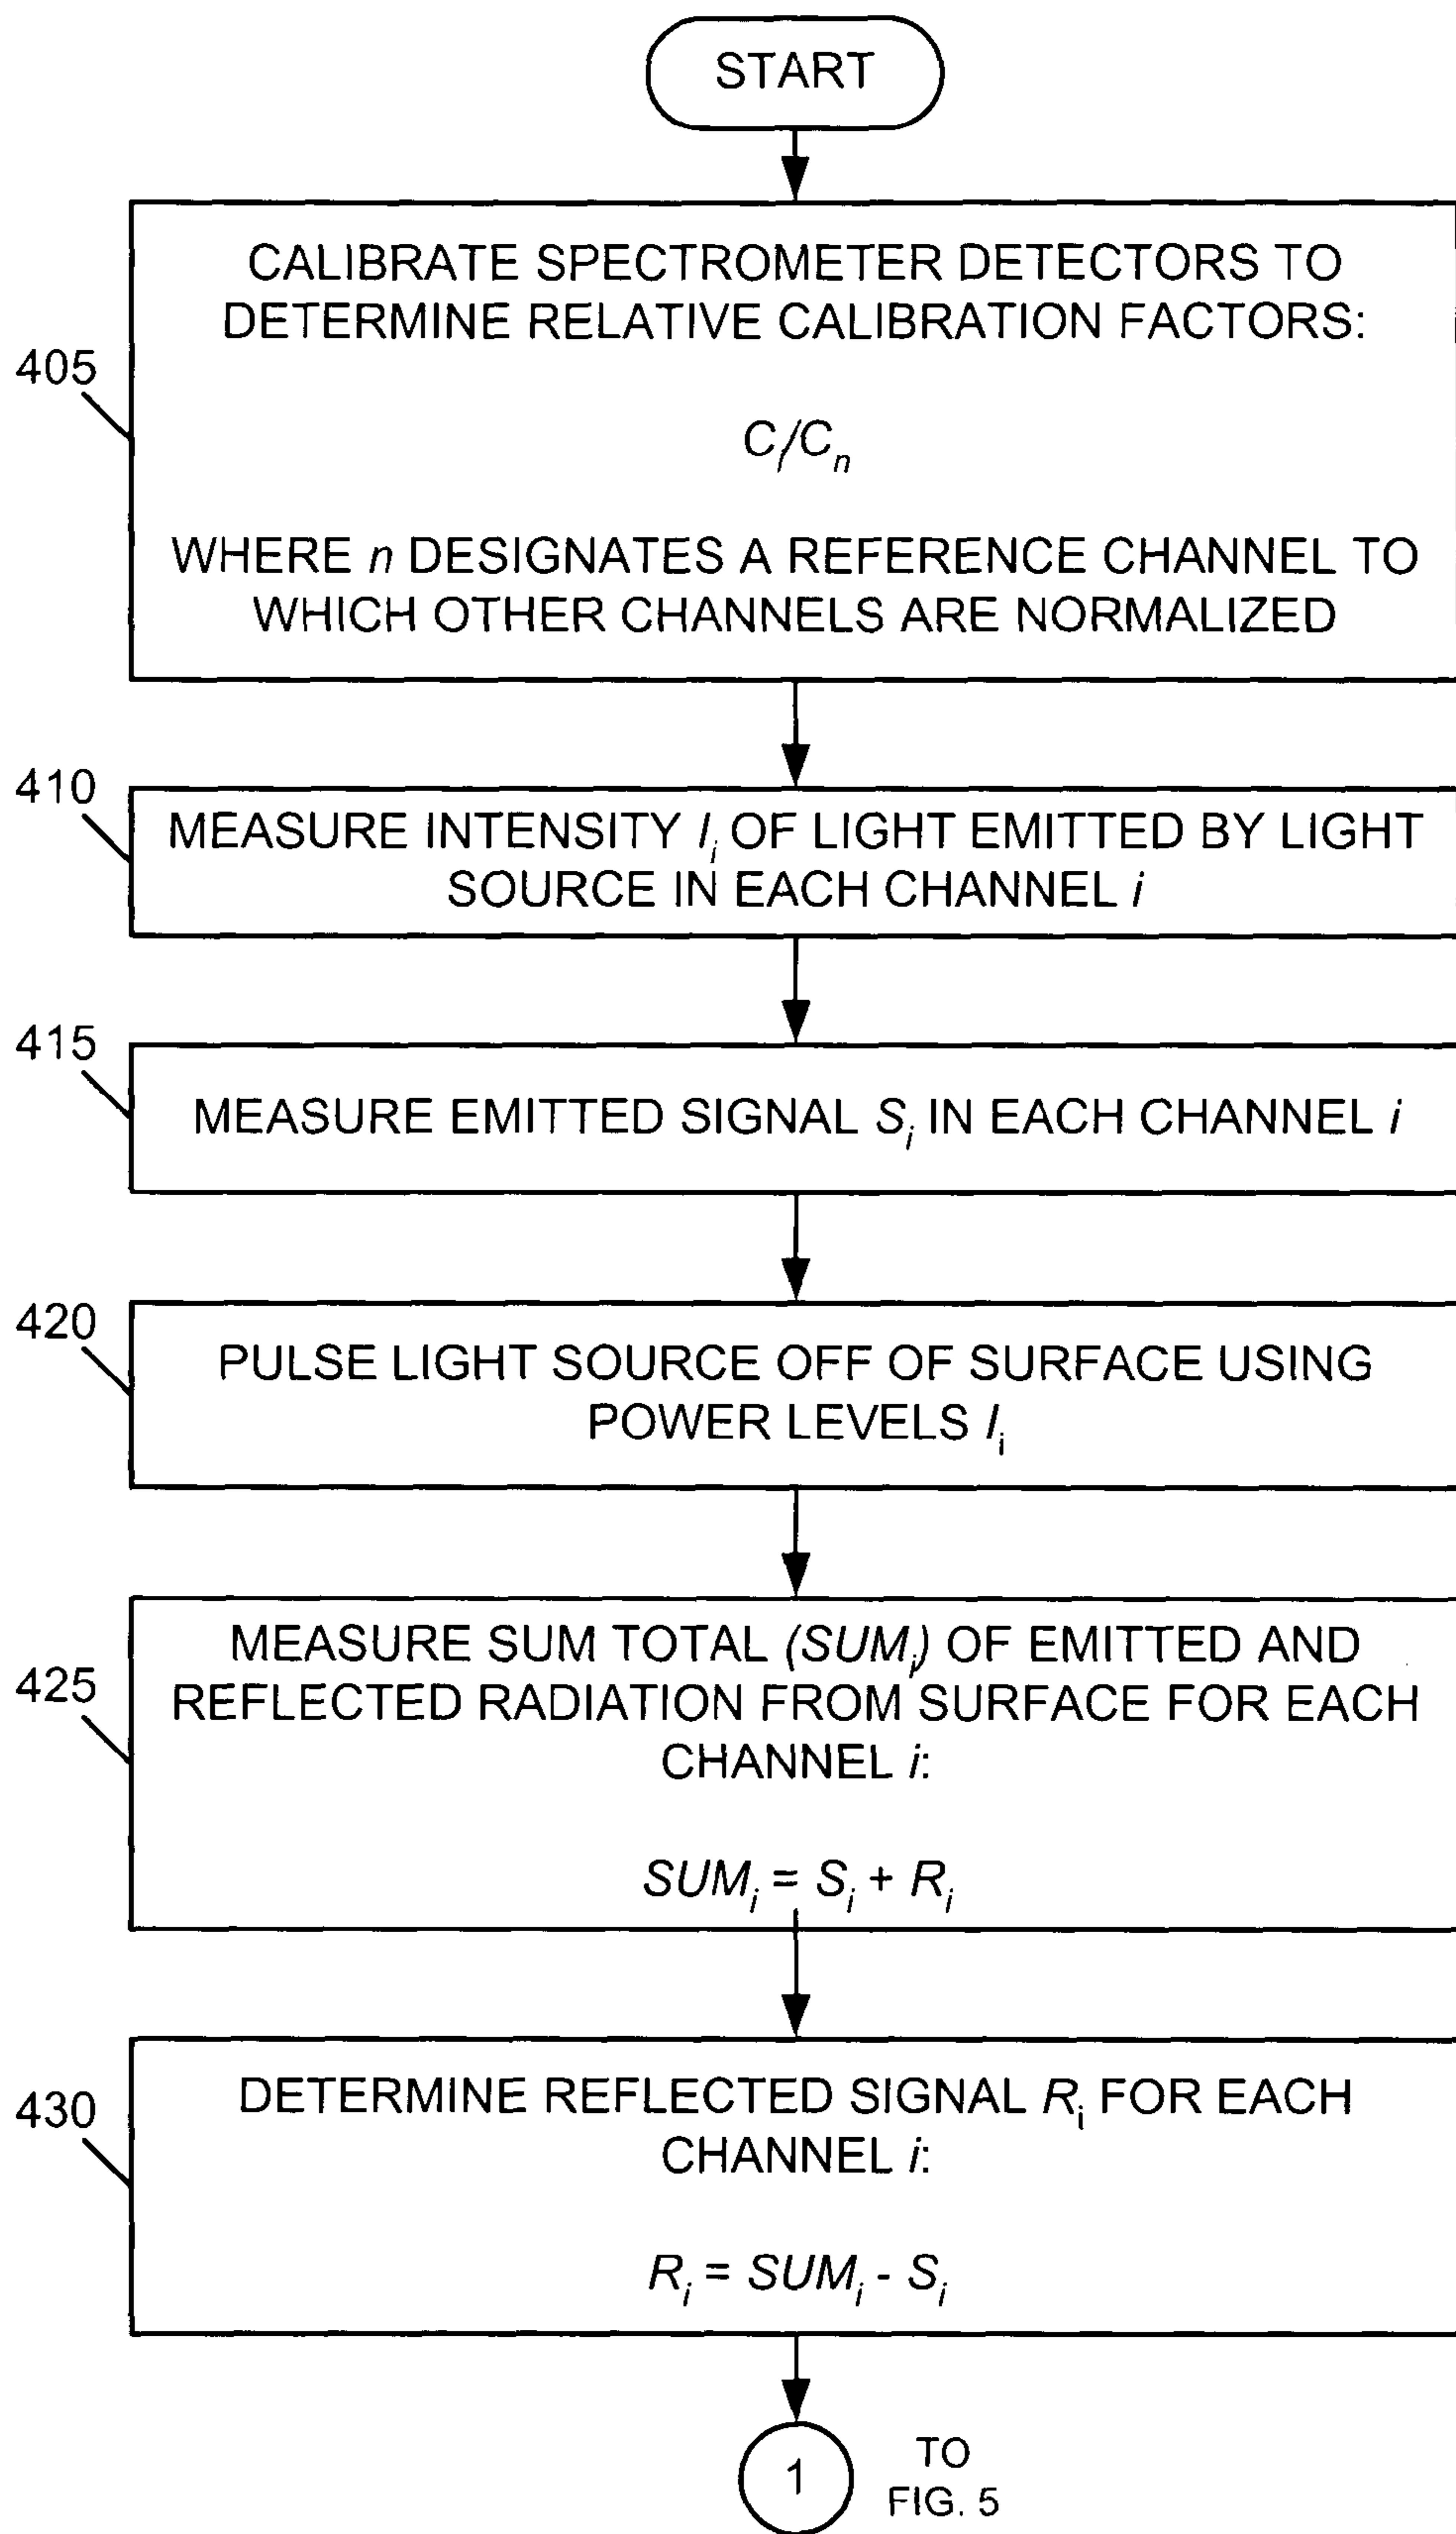 START
405
CALIBRATE SPECTROMETER DETECTORS TO
DETERMINE RELATIVE CALIBRATION FACTORS:
C_i/C_n
WHERE n DESIGNATES A REFERENCE CHANNEL TO
WHICH OTHER CHANNELS ARE NORMALIZED
410
MEASURE INTENSITY I_i OF LIGHT EMITTED BY LIGHT
SOURCE IN EACH CHANNEL i
415
MEASURE EMITTED SIGNAL S_i IN EACH CHANNEL i
420
PULSE LIGHT SOURCE OFF OF SURFACE USING
POWER LEVELS I_i
425
MEASURE SUM TOTAL (SUM_i) OF EMITTED AND
REFLECTED RADIATION FROM SURFACE FOR EACH
CHANNEL i:
SUM_i = S_i + R_i
430
DETERMINE REFLECTED SIGNAL R_i FOR EACH
CHANNEL i:
R_i = SUM_i - S_i
1
TO
FIG. 5